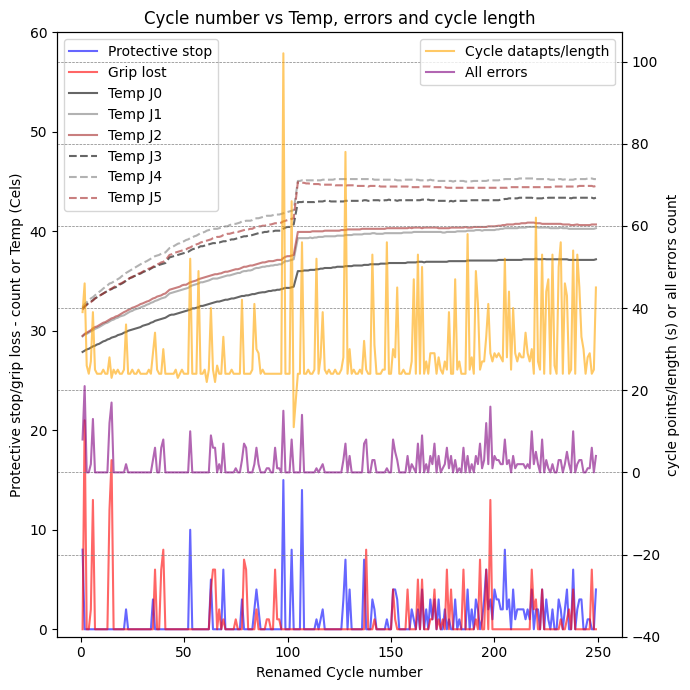 Cycle number vs Temp, errors and cycle length
Protective stop
Grip lost
Temp J0
Temp J1
Temp J2
Temp J3
Temp J4
Temp J5
Cycle datapts/length
All errors
60
50
40
30
20
10
0
Protective stop/grip loss - count or Temp (Cels)
100
80
60
40
20
0
−20
−40
cycle points/length (s) or all errors count
0
50
100
150
200
250
Renamed Cycle number